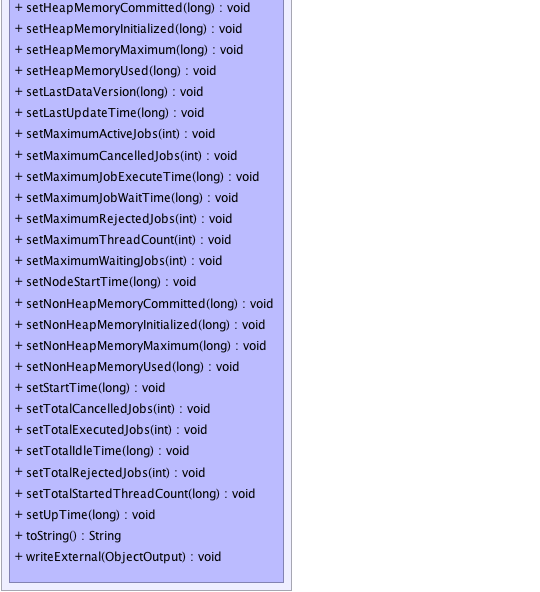 + setHeapMemoryCommitted(long) : void
+ setHeapMemoryInitialized(long) : void
+ setHeapMemoryMaximum(long) : void
+ setHeapMemoryUsed(long) : void
+ setLastDataVersion(long) : void
+ setLastUpdateTime(long) : void
+ setMaximumActiveJobs(int) : void
+ setMaximumCancelledJobs(int) : void
+ setMaximumJobExecuteTime(long) : void
+ setMaximumJobWaitTime(long) : void
+ setMaximumRejectedJobs(int) : void
+ setMaximumThreadCount(int) : void
+ setMaximumWaitingJobs(int) : void
+ setNodeStartTime(long) : void
+ setNonHeapMemoryCommitted(long) : void
+ setNonHeapMemoryInitialized(long) : void
+ setNonHeapMemoryMaximum(long) : void
+ setNonHeapMemoryUsed(long) : void
+ setStartTime(long) : void
+ setTotalCancelledJobs(int) : void
+ setTotalExecutedJobs(int) : void
+ setTotalIdleTime(long) : void
+ setTotalRejectedJobs(int) : void
+ setTotalStartedThreadCount(long) : void
+ setUpTime(long) : void
+ toString() : String
+ writeExternal(ObjectOutput) : void